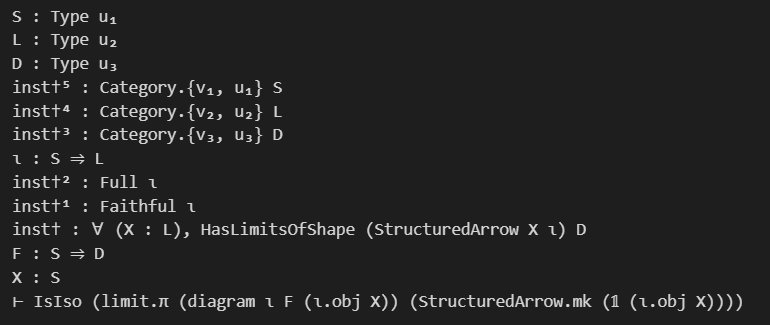 S : Type u₁
L : Type u₂
D : Type u₃
inst†⁵ : Category.{v₁, u₁} S
inst†⁴ : Category.{v₂, u₂} L
inst†³ : Category.{v₃, u₃} D
ι : S ⥤ L
inst†² : Full ι
inst†¹ : Faithful ι
inst† : ∀ (X : L), HasLimitsOfShape (StructuredArrow X ι) D
F : S ⥤ D
X : S
⊢ IsIso (limit.π (diagram ι F (ι.obj X)) (StructuredArrow.mk (𝟙 (ι.obj X))))